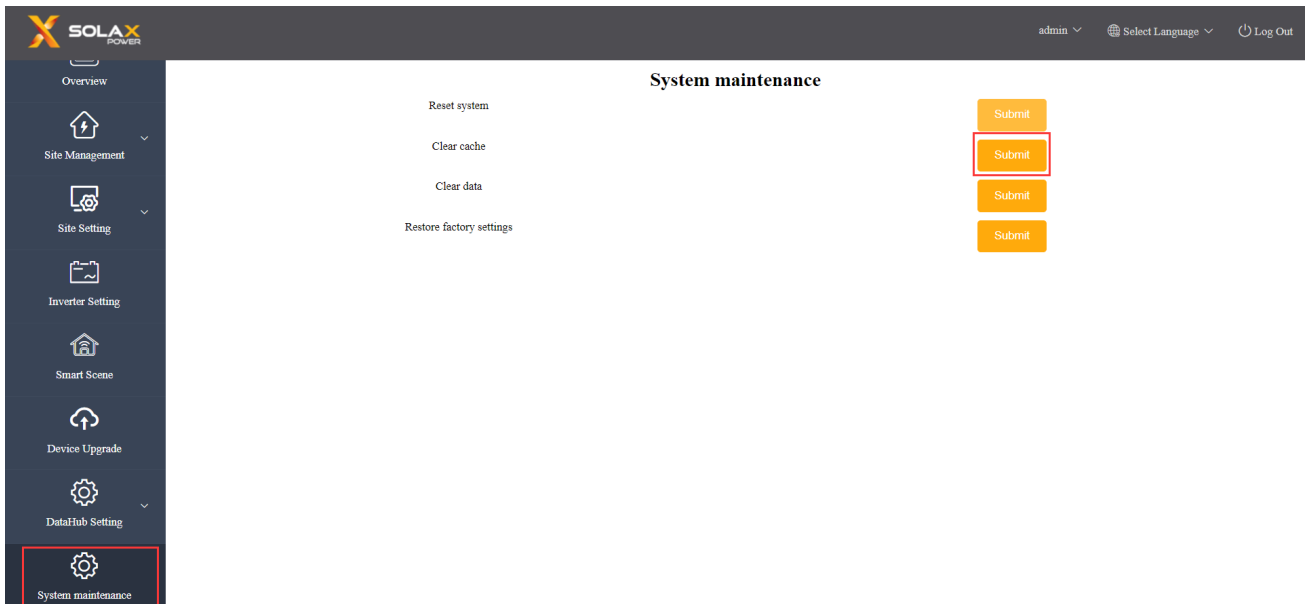 SOLAX
POWER
admin
Select Language
Log Out
Overview
Site Management
Site Setting
Inverter Setting
Smart Scene
Device Upgrade
DataHub Setting
System maintenance
System maintenance
Reset system
Submit
Clear cache
Submit
Clear data
Submit
Restore factory settings
Submit